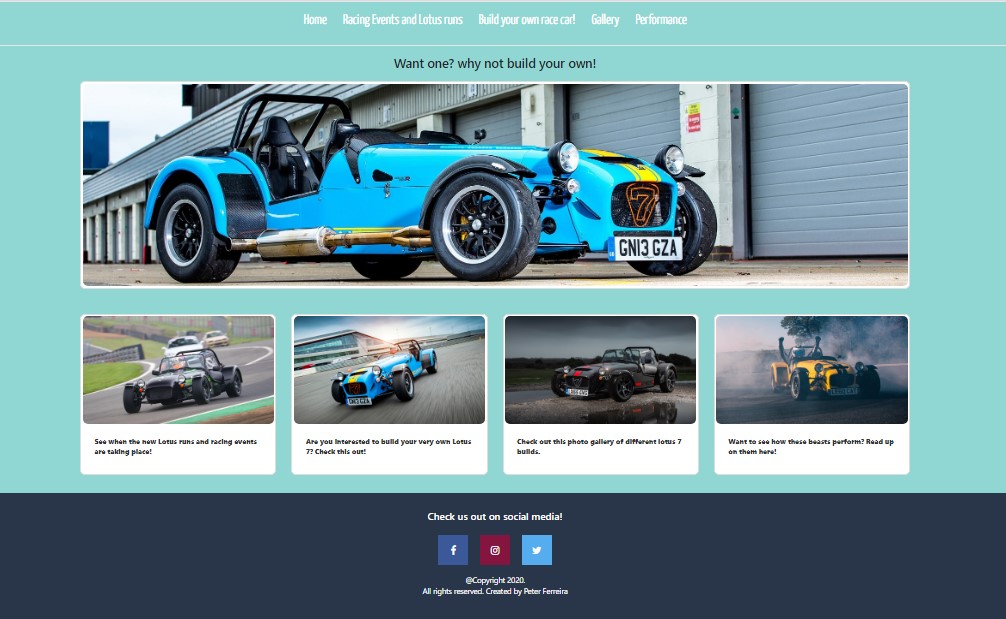 Home Racing Events and Lotus runs Build your own race car! Gallery Performance
Want one? why not build your own!
7
GN13 GZA
See when the new Lotus runs and racing events
are taking place!
Are you interested to build your very own Lotus
7? Check this out!
Check out this photo gallery of different lotus 7
builds.
Want to see how these beasts perform? Read up
on them here!
Check us out on social media!
@Copyright 2020.
All rights reserved. Created by Peter Ferreira